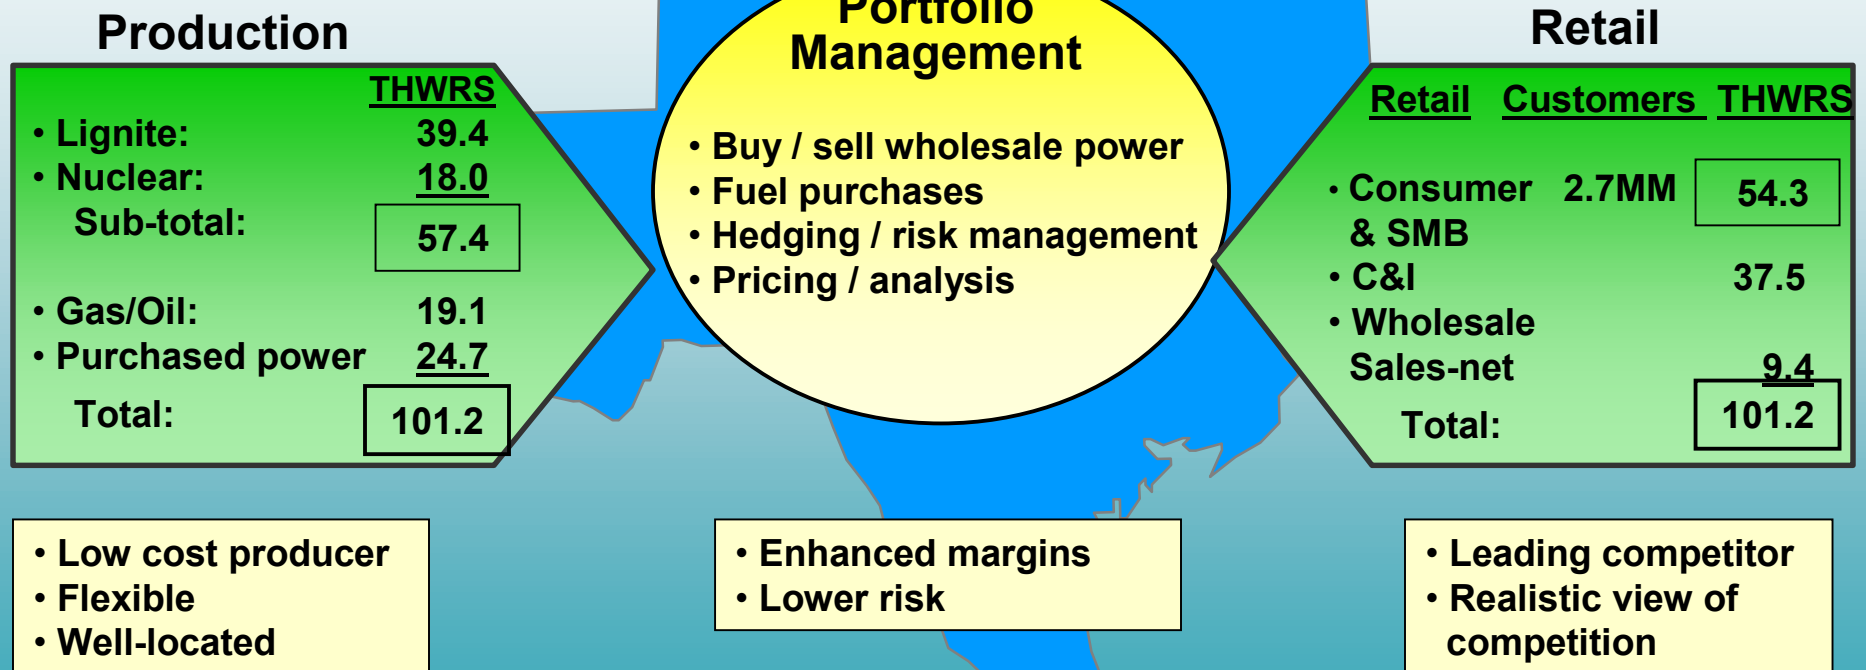 Production
THWRS
• Lignite: 39.4
• Nuclear: 18.0
Sub-total: 57.4
• Gas/Oil: 19.1
• Purchased power 24.7
Total: 101.2
• Low cost producer
• Flexible
• Well-located
Portfolio
Management
• Buy / sell wholesale power
• Fuel purchases
• Hedging / risk management
• Pricing / analysis
• Enhanced margins
• Lower risk
Retail
Retail Customers THWRS
• Consumer 2.7MM 54.3
& SMB
• C&I 37.5
• Wholesale
Sales-net 9.4
Total: 101.2
• Leading competitor
• Realistic view of
competition